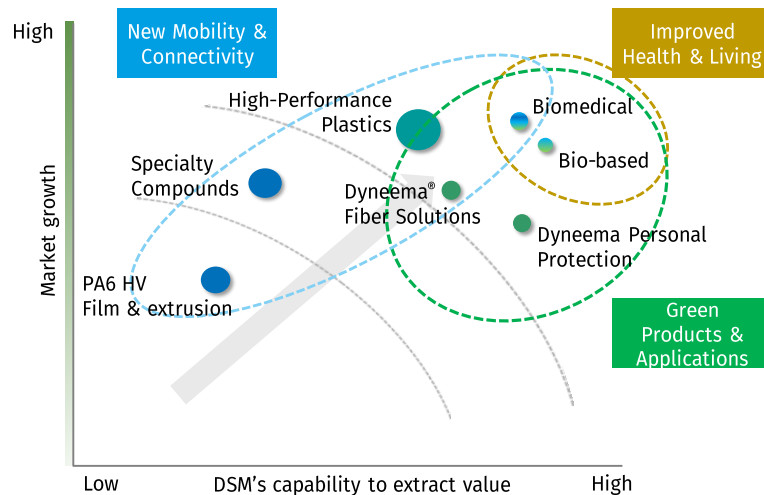 High
New Mobility &
Connectivity
Improved
Health & Living
High-Performance
Plastics
Biomedical
Bio-based
Specialty
Compounds
Dyneema®
Fiber Solutions
Dyneema Personal
Protection
PA6 HV
Film & extrusion
Market growth
Green
Products &
Applications
Low
DSM's capability to extract value
High